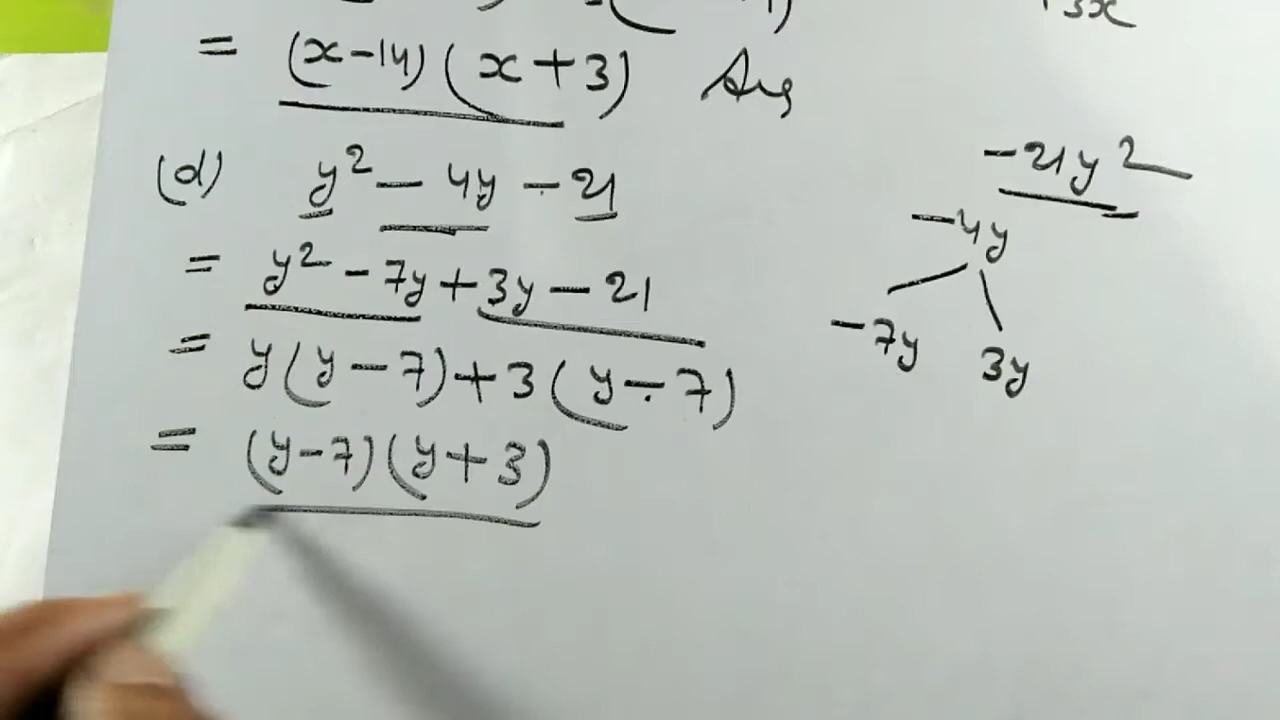 +3x
= (x-14) (x+3) Ans
(d) y² - 4y - 21
= y² - 7y + 3y - 21
= y(y-7) + 3(y-7)
= (y-7)(y+3)
-21y²
-4y
-7y 3y